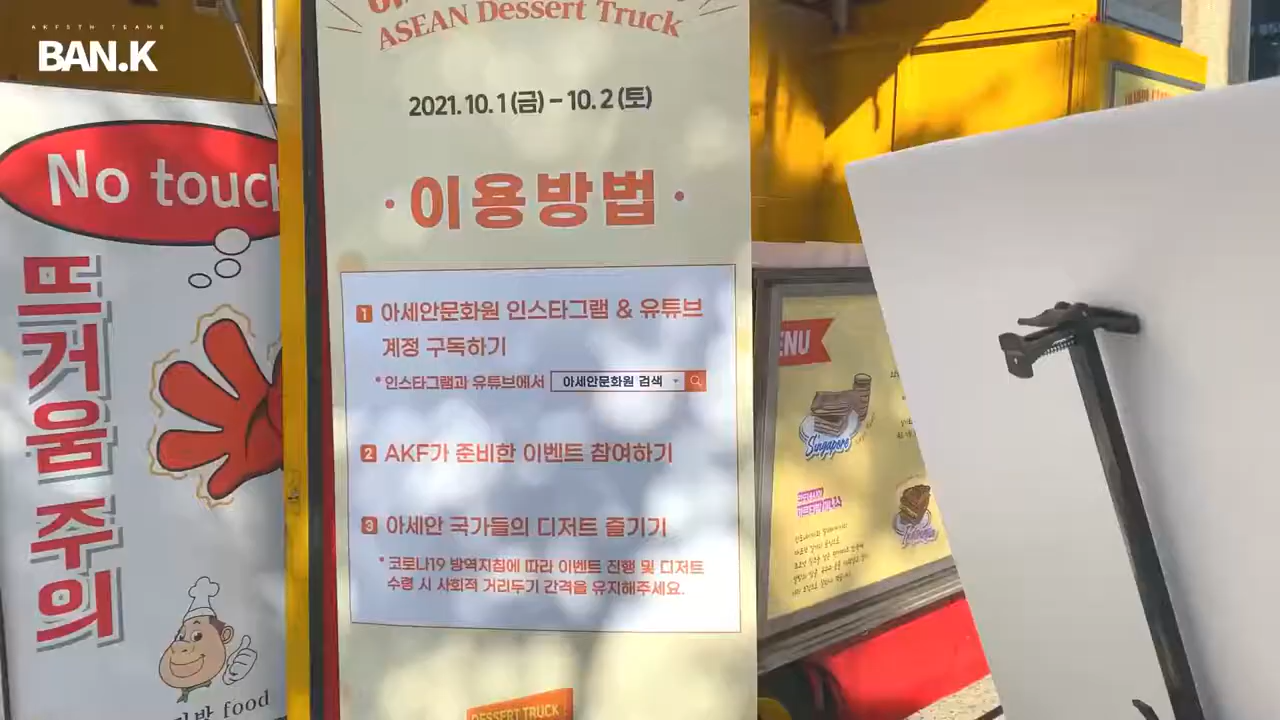 AKFSTH TEAM6
BAN.K
No touch
뜨거움 주의
food
ASEAN Dessert Truck
2021. 10. 1 (금) – 10. 2 (토)
• 이용방법 •
1 아세안문화원 인스타그램 & 유튜브
계정 구독하기
* 인스타그램과 유튜브에서 아세안문화원 검색
2 AKF가 준비한 이벤트 참여하기
3 아세안 국가들의 디저트 즐기기
* 코로나19 방역지침에 따라 이벤트 진행 및 디저트
수령 시 사회적 거리두기 간격을 유지해주세요.
DESSERT TRUCK
MENU
Singapore